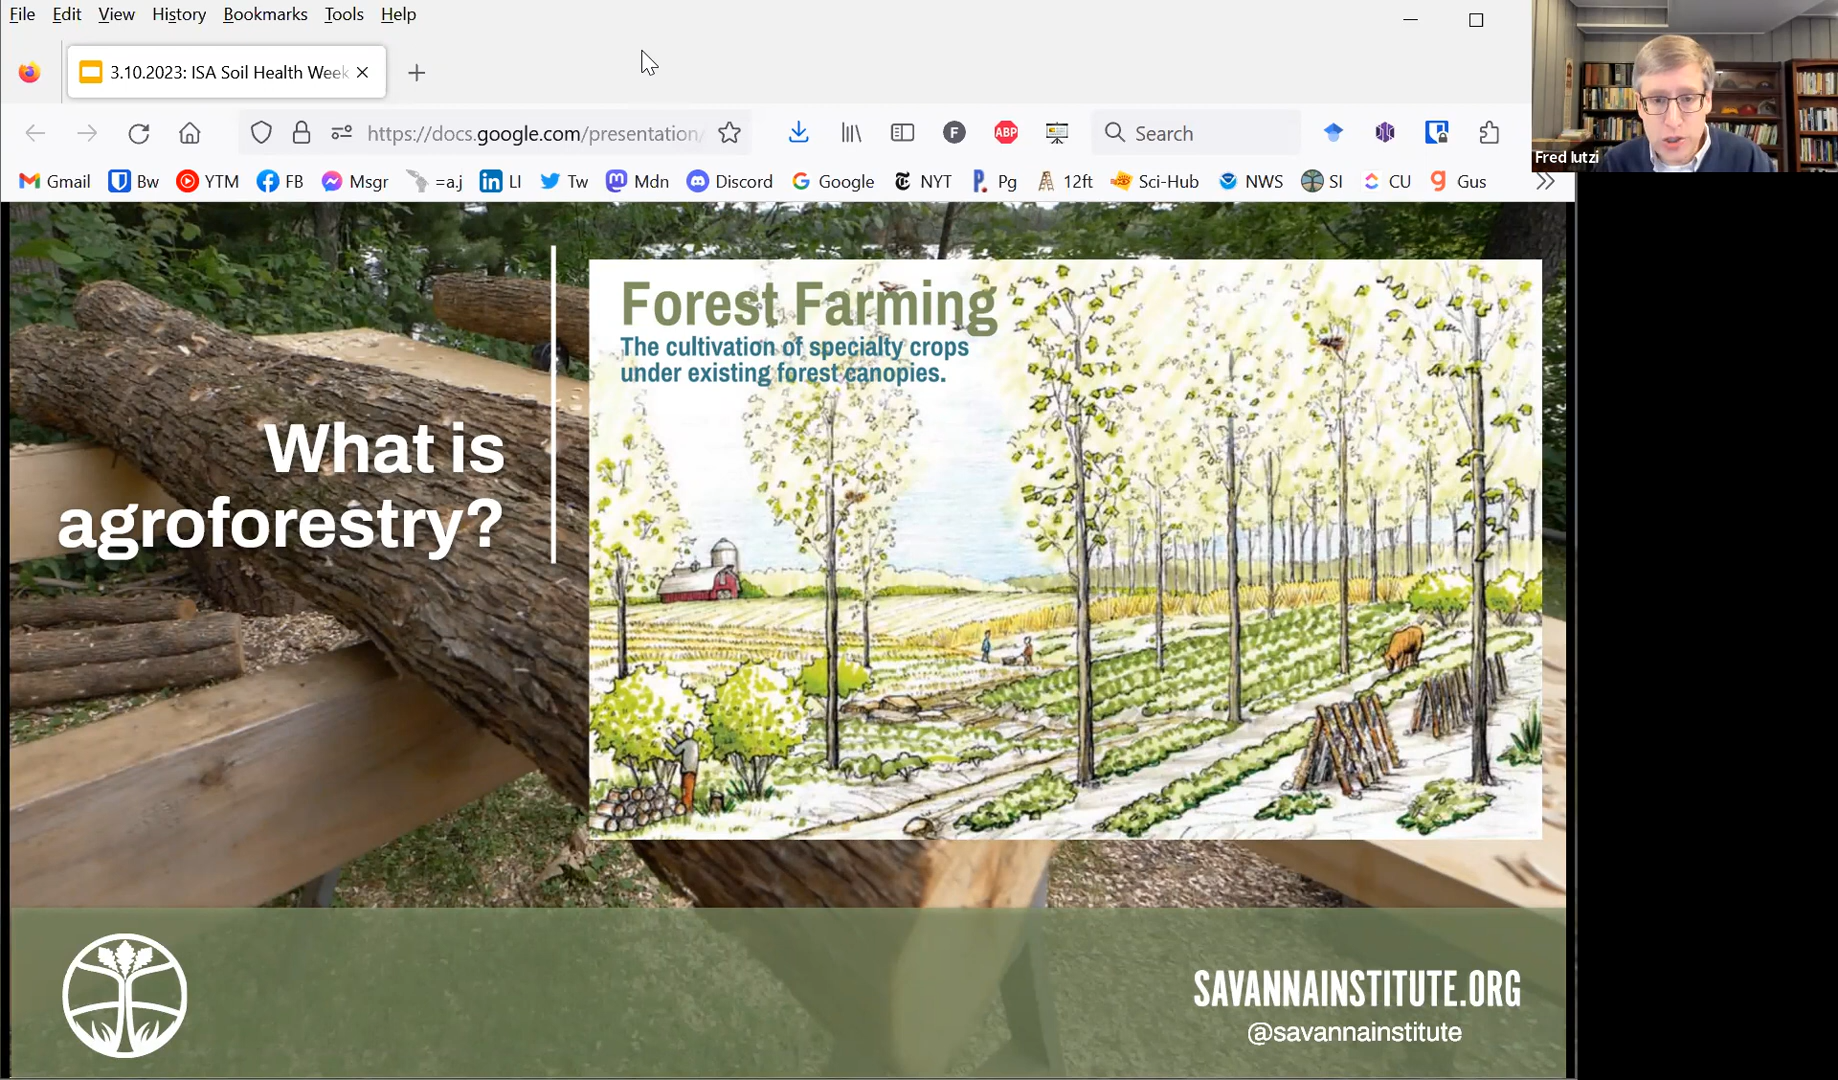 File Edit View History Bookmarks Tools Help
3.10.2023: ISA Soil Health Week
https://docs.google.com/presentation/
ABP
F
Search
Gmail Bw YTM FB Msgr =a.j LI Tw Mdn Discord Google NYT Pg 12ft Sci-Hub NWS SI CU Gus
Fred Iutzi
What is
agroforestry?
Forest Farming
The cultivation of specialty crops
under existing forest canopies.
SAVANNAINSTITUTE.ORG
@savannainstitute